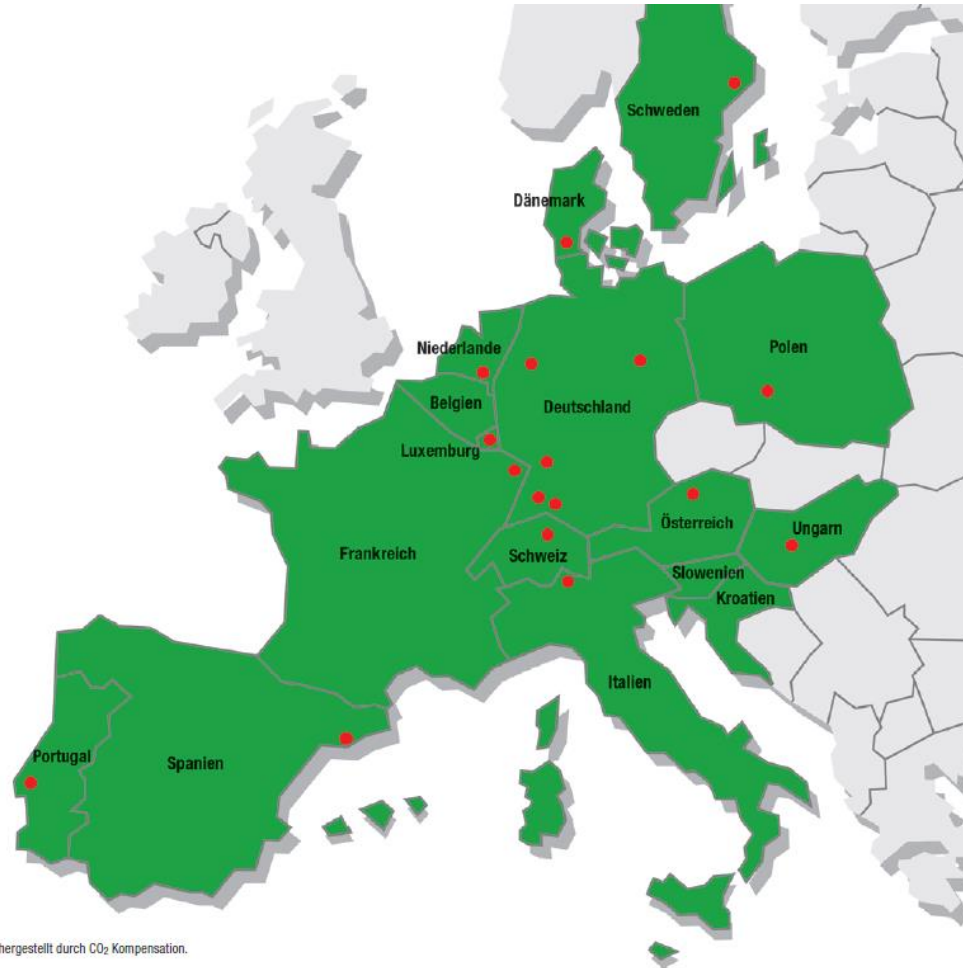 Schweden
Dänemark
Niederlande
Polen
Belgien
Deutschland
Luxemburg
Österreich
Ungarn
Frankreich
Schweiz
Slowenien
Kroatien
Italien
Portugal
Spanien
hergestellt durch CO₂ Kompensation.